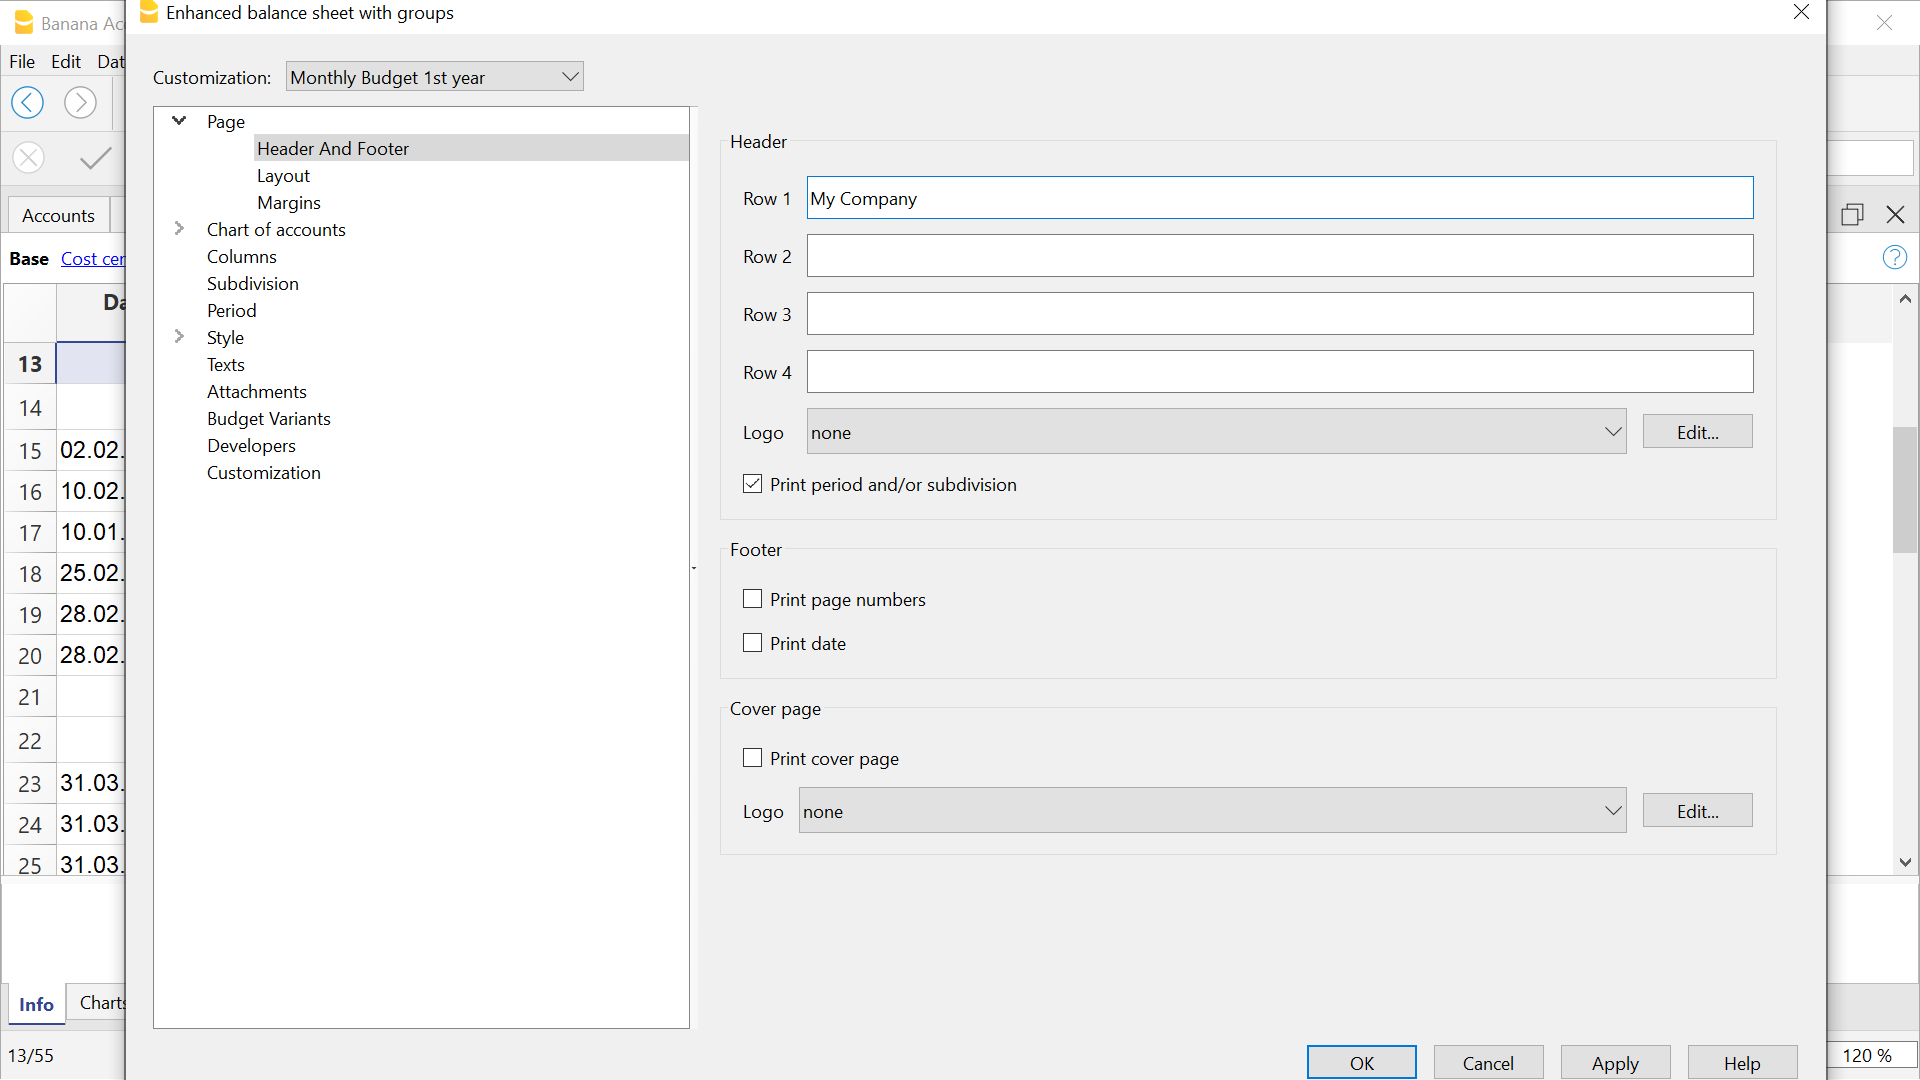 Banana Ac
Enhanced balance sheet with groups
File Edit Dat
Customization: Monthly Budget 1st year
Page
Header And Footer
Layout
Margins
Chart of accounts
Columns
Subdivision
Period
Style
Texts
Attachments
Budget Variants
Developers
Customization
Header
Row 1 My Company
Row 2
Row 3
Row 4
Logo none Edit...
Print period and/or subdivision
Footer
Print page numbers
Print date
Cover page
Print cover page
Logo none Edit...
OK Cancel Apply Help
Accounts
Base Cost cen
Da
13
14
15 02.02.
16 10.02.
17 10.01.
18 25.02.
19 28.02.
20 28.02.
21
22
23 31.03.
24 31.03.
25 31.03.
Info Charts
13/55
120 %